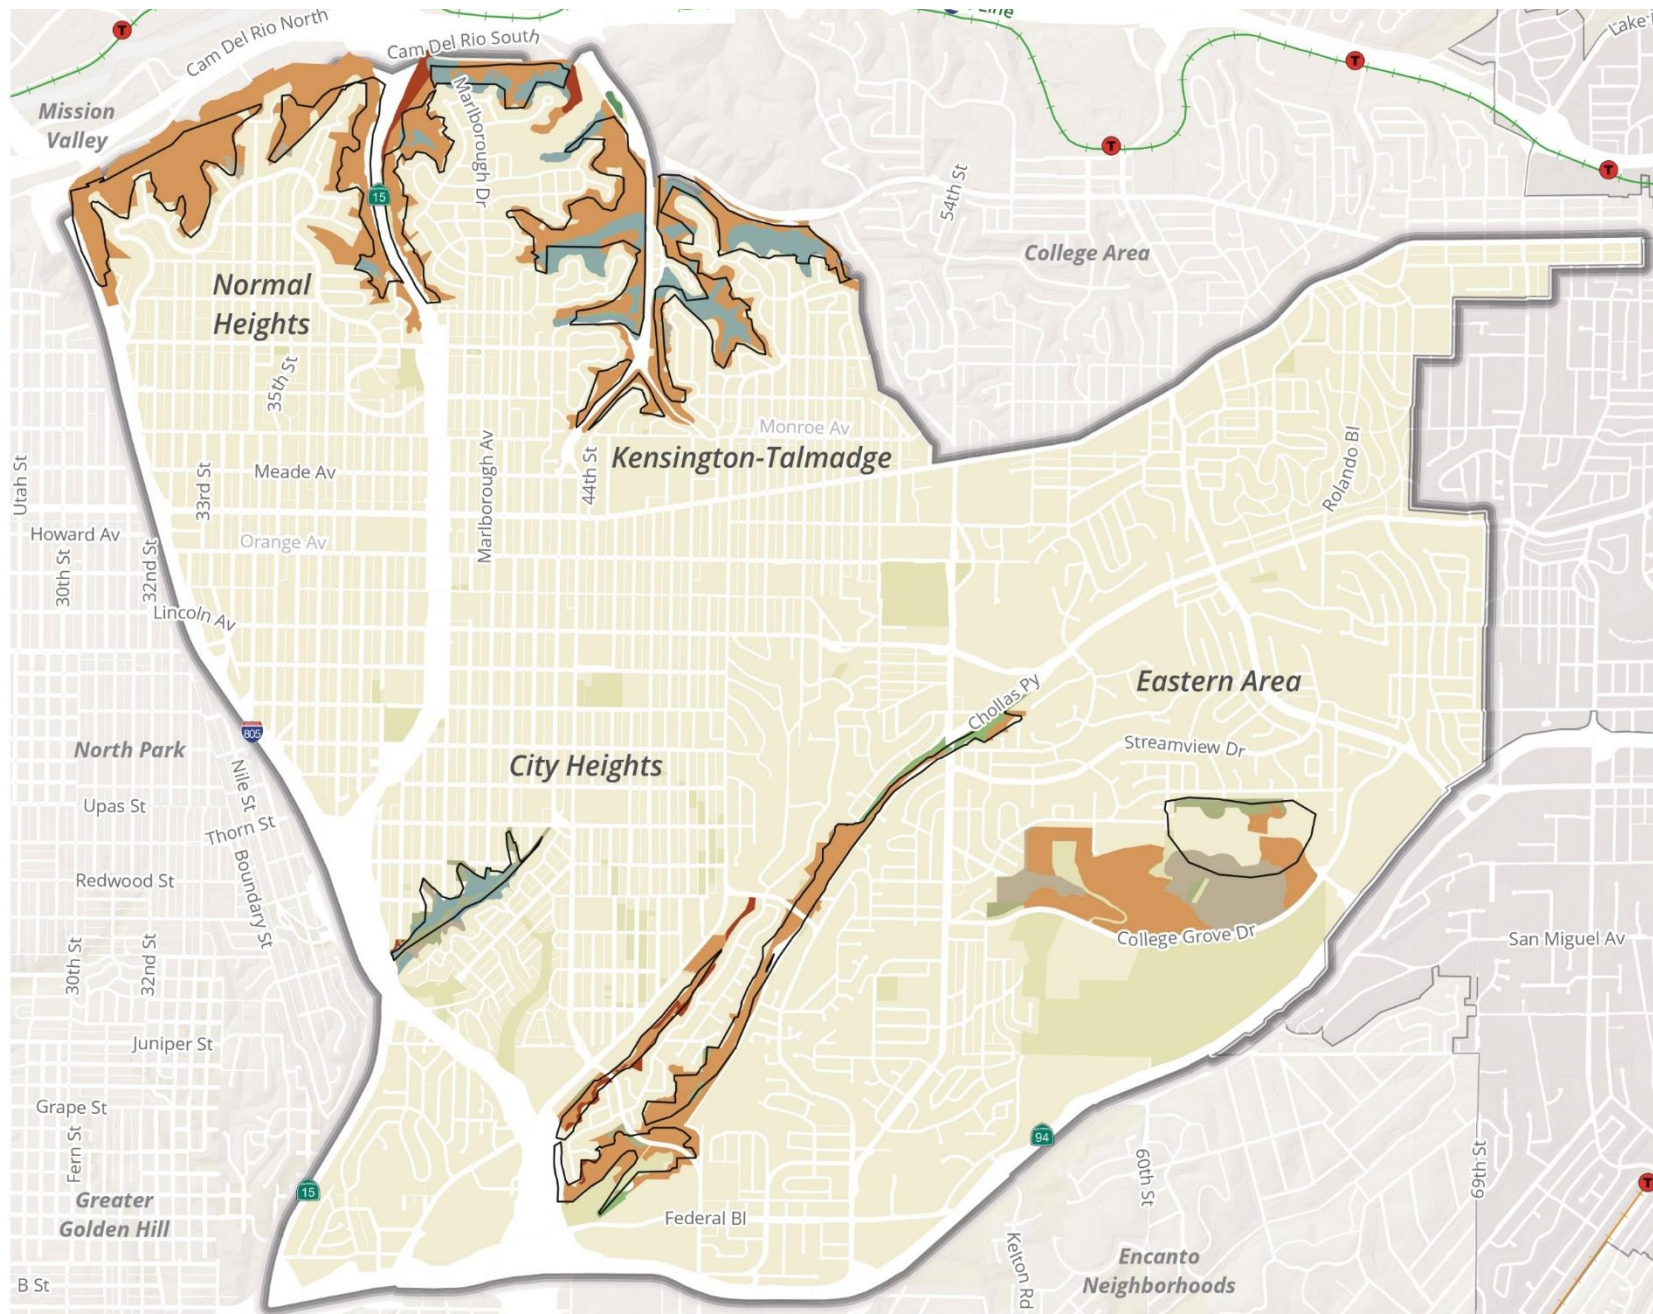 Line
Lake
Cam Del Rio North
Cam Del Rio South
T
T
T
T
Mission
Valley
Marlborough Dr
15
54th St
College Area
Normal
Heights
35th St
Monroe Av
Rolando Bl
Kensington-Talmadge
Utah St
33rd St
Meade Av
Marlborough Av
44th St
Howard Av
Orange Av
30th St
32nd St
Lincoln Av
Chollas Py
Eastern Area
805
North Park
City Heights
Streamview Dr
Nile St
Upas St
Thorn St
Boundary St
Redwood St
College Grove Dr
San Miguel Av
30th St
32nd St
Juniper St
Grape St
Fern St
94
60th St
69th St
15
T
Greater
Golden Hill
Federal Bl
Kelton Rd
Encanto
Neighborhoods
B St